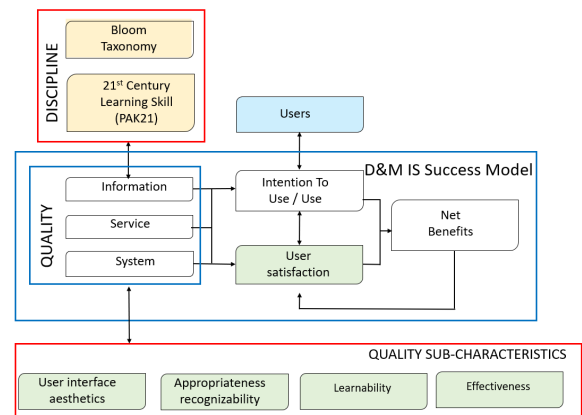 Bloom
Taxonomy
DISCIPLINE
21st Century
Learning Skill
(PAK21)
Users
D&M IS Success Model
QUALITY
Information
Service
System
Intention To
Use / Use
User
satisfaction
Net
Benefits
QUALITY SUB-CHARACTERISTICS
User interface
aesthetics
Appropriateness
recognizability
Learnability
Effectiveness